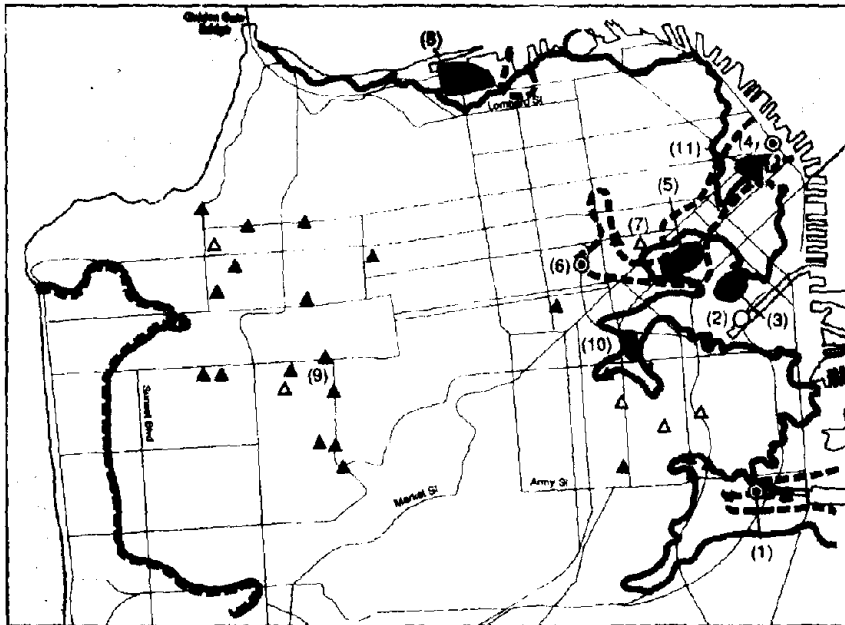 Golden Gate
Bridge
(8)
Lombard St
(4)
(11)
(5)
(7)
(6)
(2)
(3)
(10)
(9)
Sunset Blvd
Market St
Army St
(1)